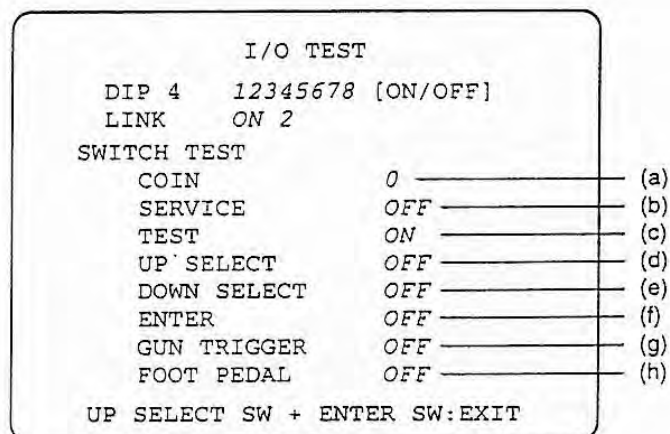 I/O TEST
DIP 4 12345678 [ON/OFF]
LINK ON 2
SWITCH TEST
COIN 0 (a)
SERVICE OFF (b)
TEST ON (c)
UP SELECT OFF (d)
DOWN SELECT OFF (e)
ENTER OFF (f)
GUN TRIGGER OFF (g)
FOOT PEDAL OFF (h)
UP SELECT SW + ENTER SW:EXIT